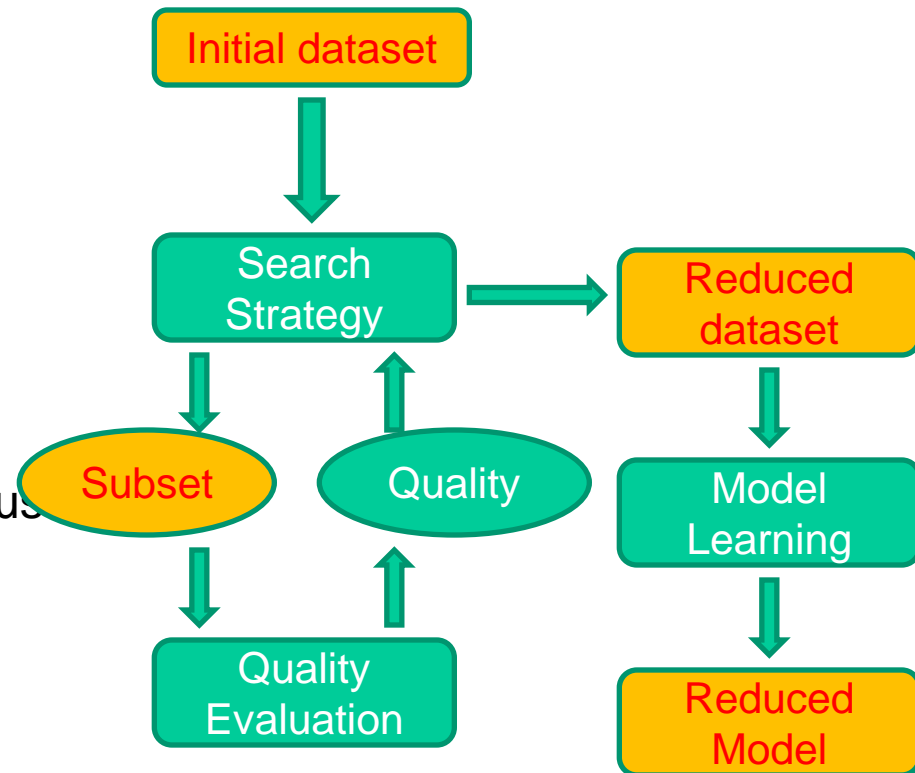 Initial dataset
Search
Strategy
Reduced
dataset
Subset
Quality
Model
Learning
Quality
Evaluation
Reduced
Model